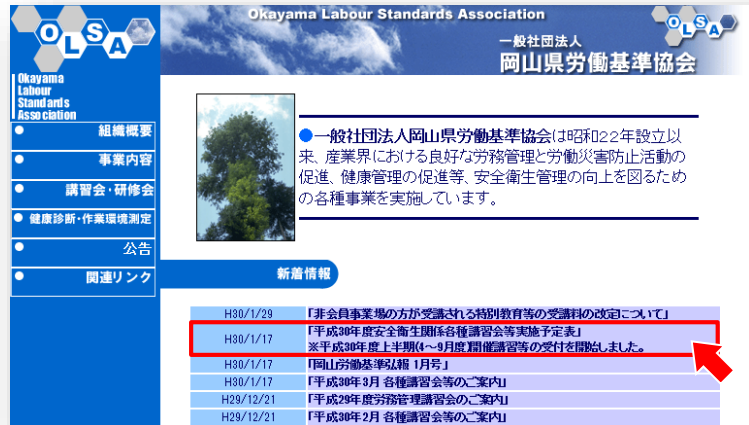 OLSA
Okayama
Labour
Standards
Association
Okayama Labour Standards Association
OLSA
一般社団法人
岡山県労働基準協会
組織概要
事業内容
講習会・研修会
健康診断・作業環境測定
公告
関連リンク
●一般社団法人岡山県労働基準協会は昭和22年設立以
来、産業界における良好な労務管理と労働災害防止活動の
促進、健康管理の促進等、安全衛生管理の向上を図るため
の各種事業を実施しています。
新着情報
H30/1/29 「非会員事業場の方が受講される特別教育等の受講料の改定について」
H30/1/17 「平成30年度安全衛生関係各種講習会等実施予定表」
※平成30年度上半期(4～9月度)開催講習等の受付を開始しました。
H30/1/17 「岡山労働基準広報 1月号」
H30/1/17 「平成30年3月 各種講習会等のご案内」
H29/12/21 「平成29年度労務管理講習会のご案内」
H29/12/21 「平成30年2月 各種講習会等のご案内」